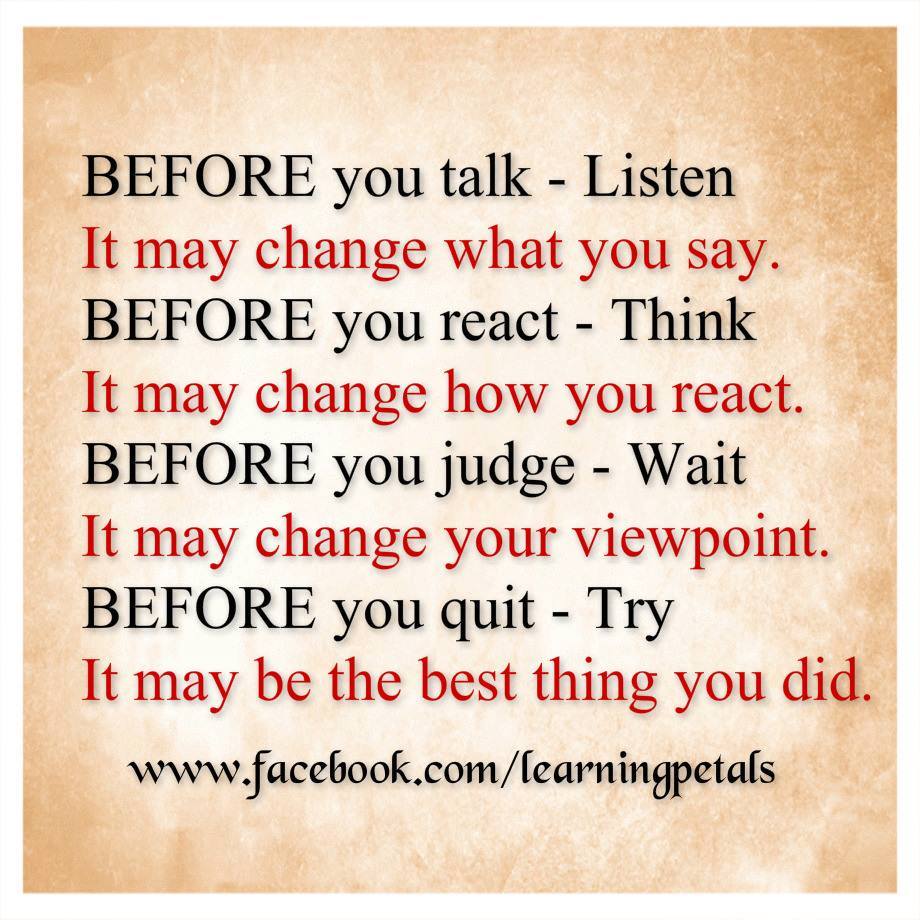 BEFORE you talk - Listen
It may change what you say.
BEFORE you react - Think
It may change how you react.
BEFORE you judge - Wait
It may change your viewpoint.
BEFORE you quit - Try
It may be the best thing you did.
www.facebook.com/learningpetals